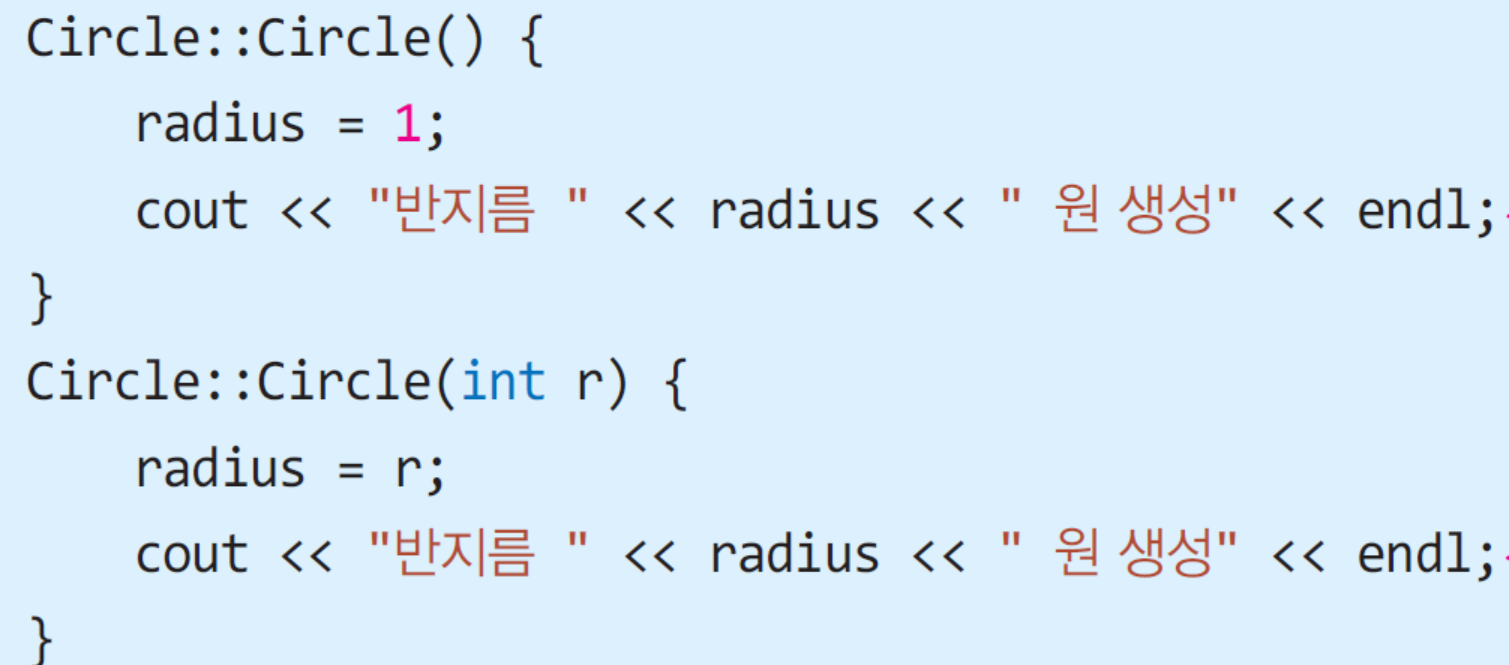 Circle::Circle() {
    radius = 1;
    cout << "반지름 " << radius << " 원 생성" << endl;
}
Circle::Circle(int r) {
    radius = r;
    cout << "반지름 " << radius << " 원 생성" << endl;
}